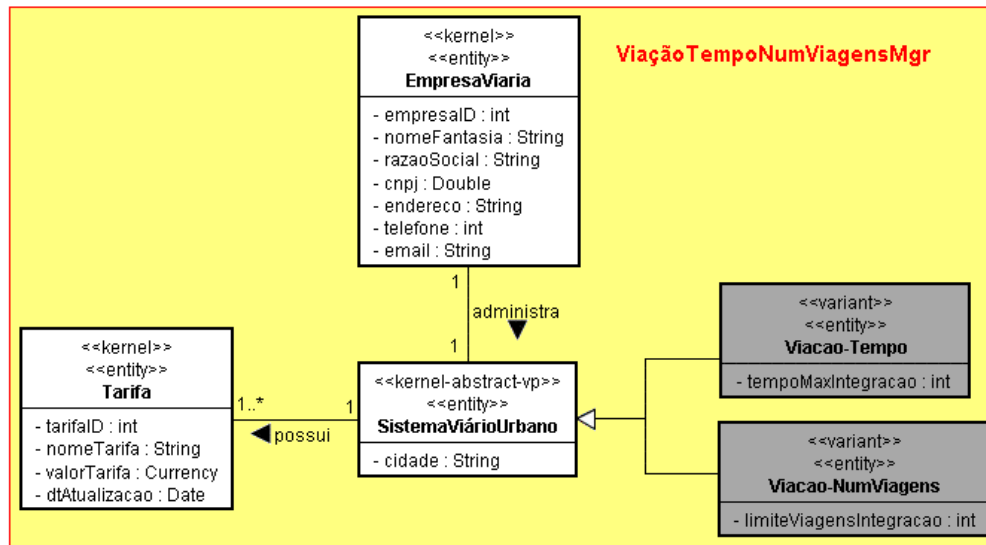 <<kernel>>
<<entity>>
EmpresaViaria
- empresaID : int
- nomeFantasia : String
- razaoSocial : String
- cnpj : Double
- endereco : String
- telefone : int
- email : String
ViaçãoTempoNumViagensMgr
1
administra
1
<<kernel>>
<<entity>>
Tarifa
- tarifaID : int
- nomeTarifa : String
- valorTarifa : Currency
- dtAtualizacao : Date
1..*
1
possui
<<kernel-abstract-vp>>
<<entity>>
SistemaViárioUrbano
- cidade : String
<<variant>>
<<entity>>
Viacao-Tempo
- tempoMaxIntegracao : int
<<variant>>
<<entity>>
Viacao-NumViagens
- limiteViagensIntegracao : int